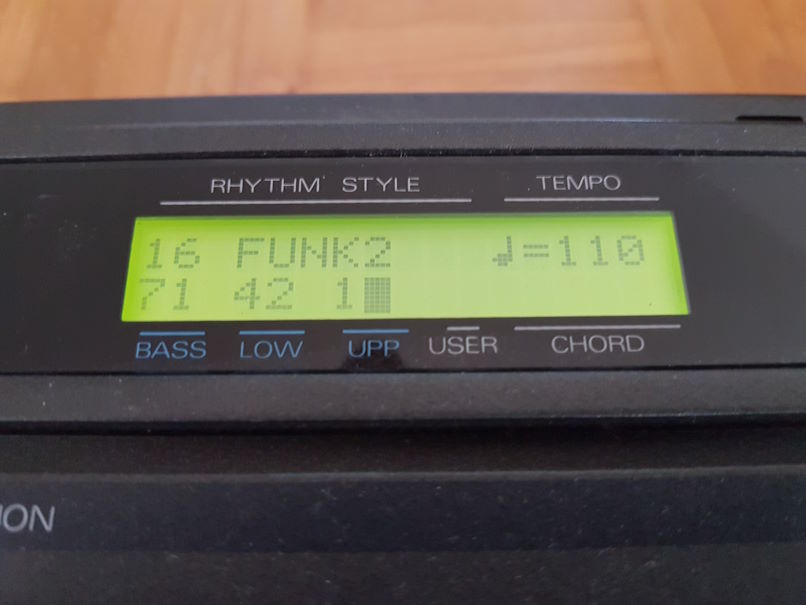 RHYTHM STYLE TEMPO
16 FUNK2 ♩=110
71 42 1
BASS LOW UPP USER CHORD
ION